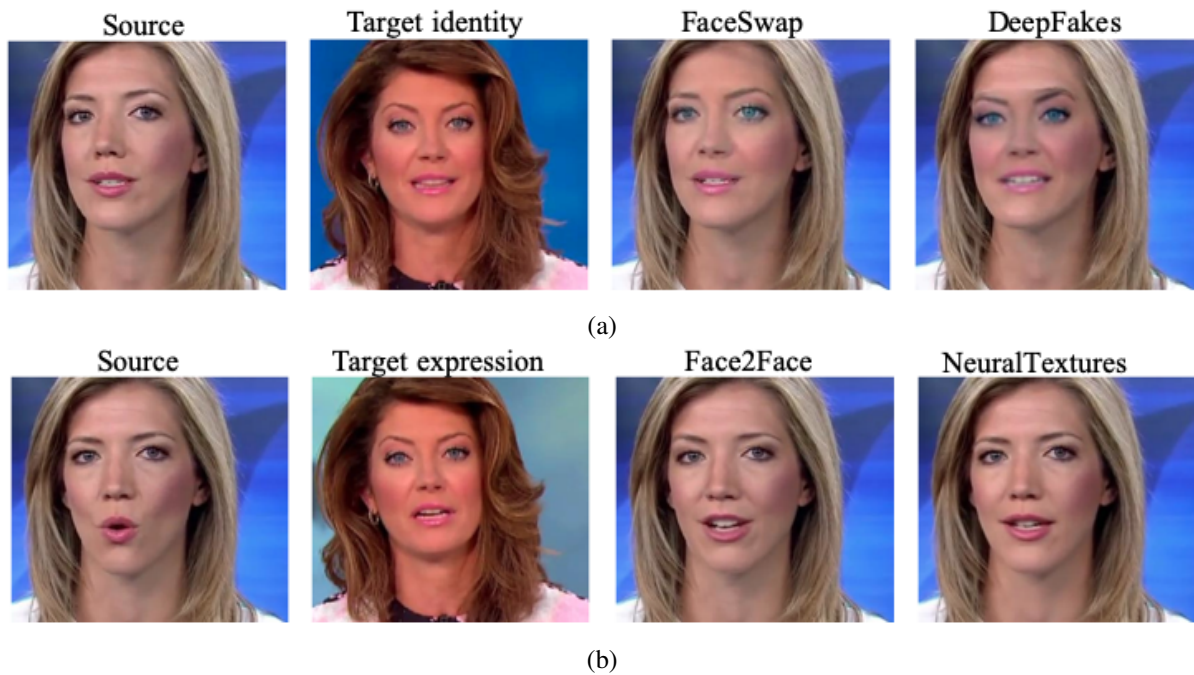 Source Target identity FaceSwap DeepFakes
(a)
Source Target expression Face2Face NeuralTextures
(b)